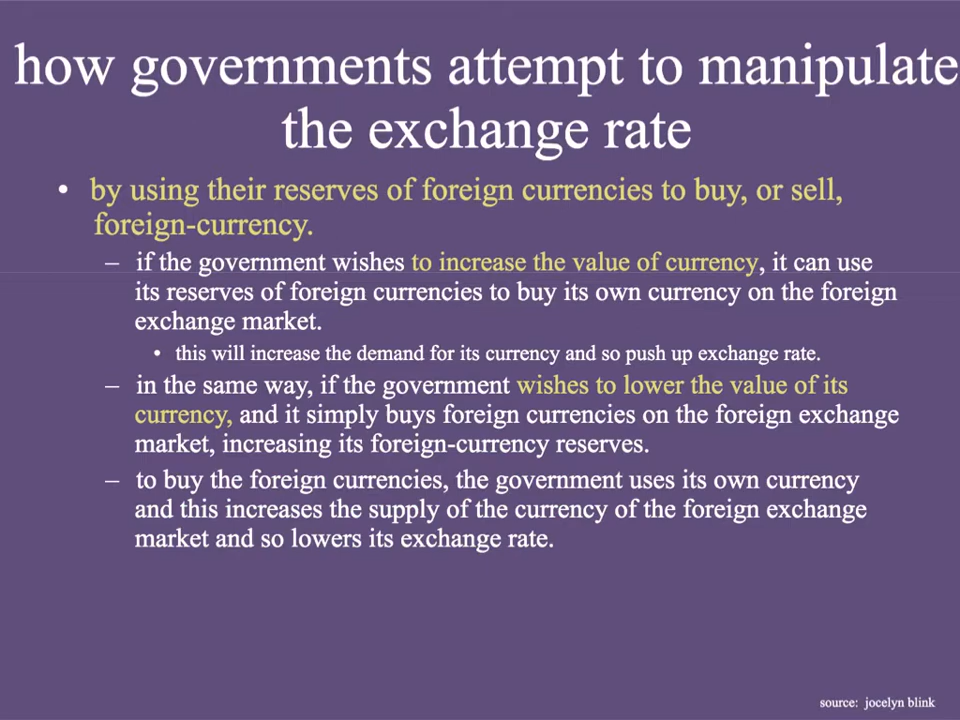 how governments attempt to manipulate
the exchange rate
• by using their reserves of foreign currencies to buy, or sell,
foreign-currency.
– if the government wishes to increase the value of currency, it can use
its reserves of foreign currencies to buy its own currency on the foreign
exchange market.
• this will increase the demand for its currency and so push up exchange rate.
– in the same way, if the government wishes to lower the value of its
currency, and it simply buys foreign currencies on the foreign exchange
market, increasing its foreign-currency reserves.
– to buy the foreign currencies, the government uses its own currency
and this increases the supply of the currency of the foreign exchange
market and so lowers its exchange rate.
source: jocelyn blink